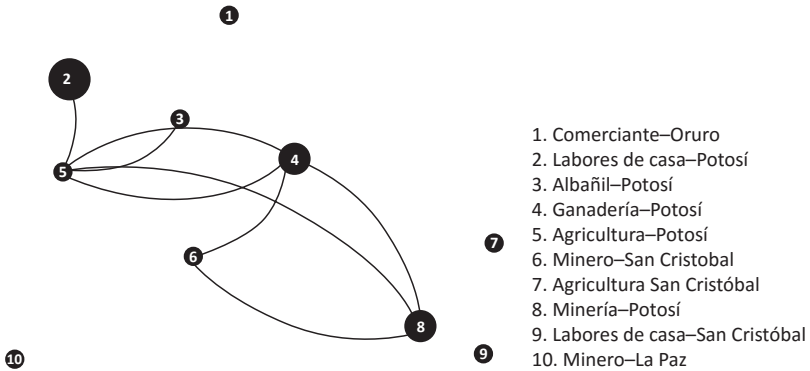 1
2
3
4
5
6
7
8
9
10
1. Comerciante–Oruro
2. Labores de casa–Potosí
3. Albañil–Potosí
4. Ganadería–Potosí
5. Agricultura–Potosí
6. Minero–San Cristobal
7. Agricultura San Cristóbal
8. Minería–Potosí
9. Labores de casa–San Cristóbal
10. Minero–La Paz